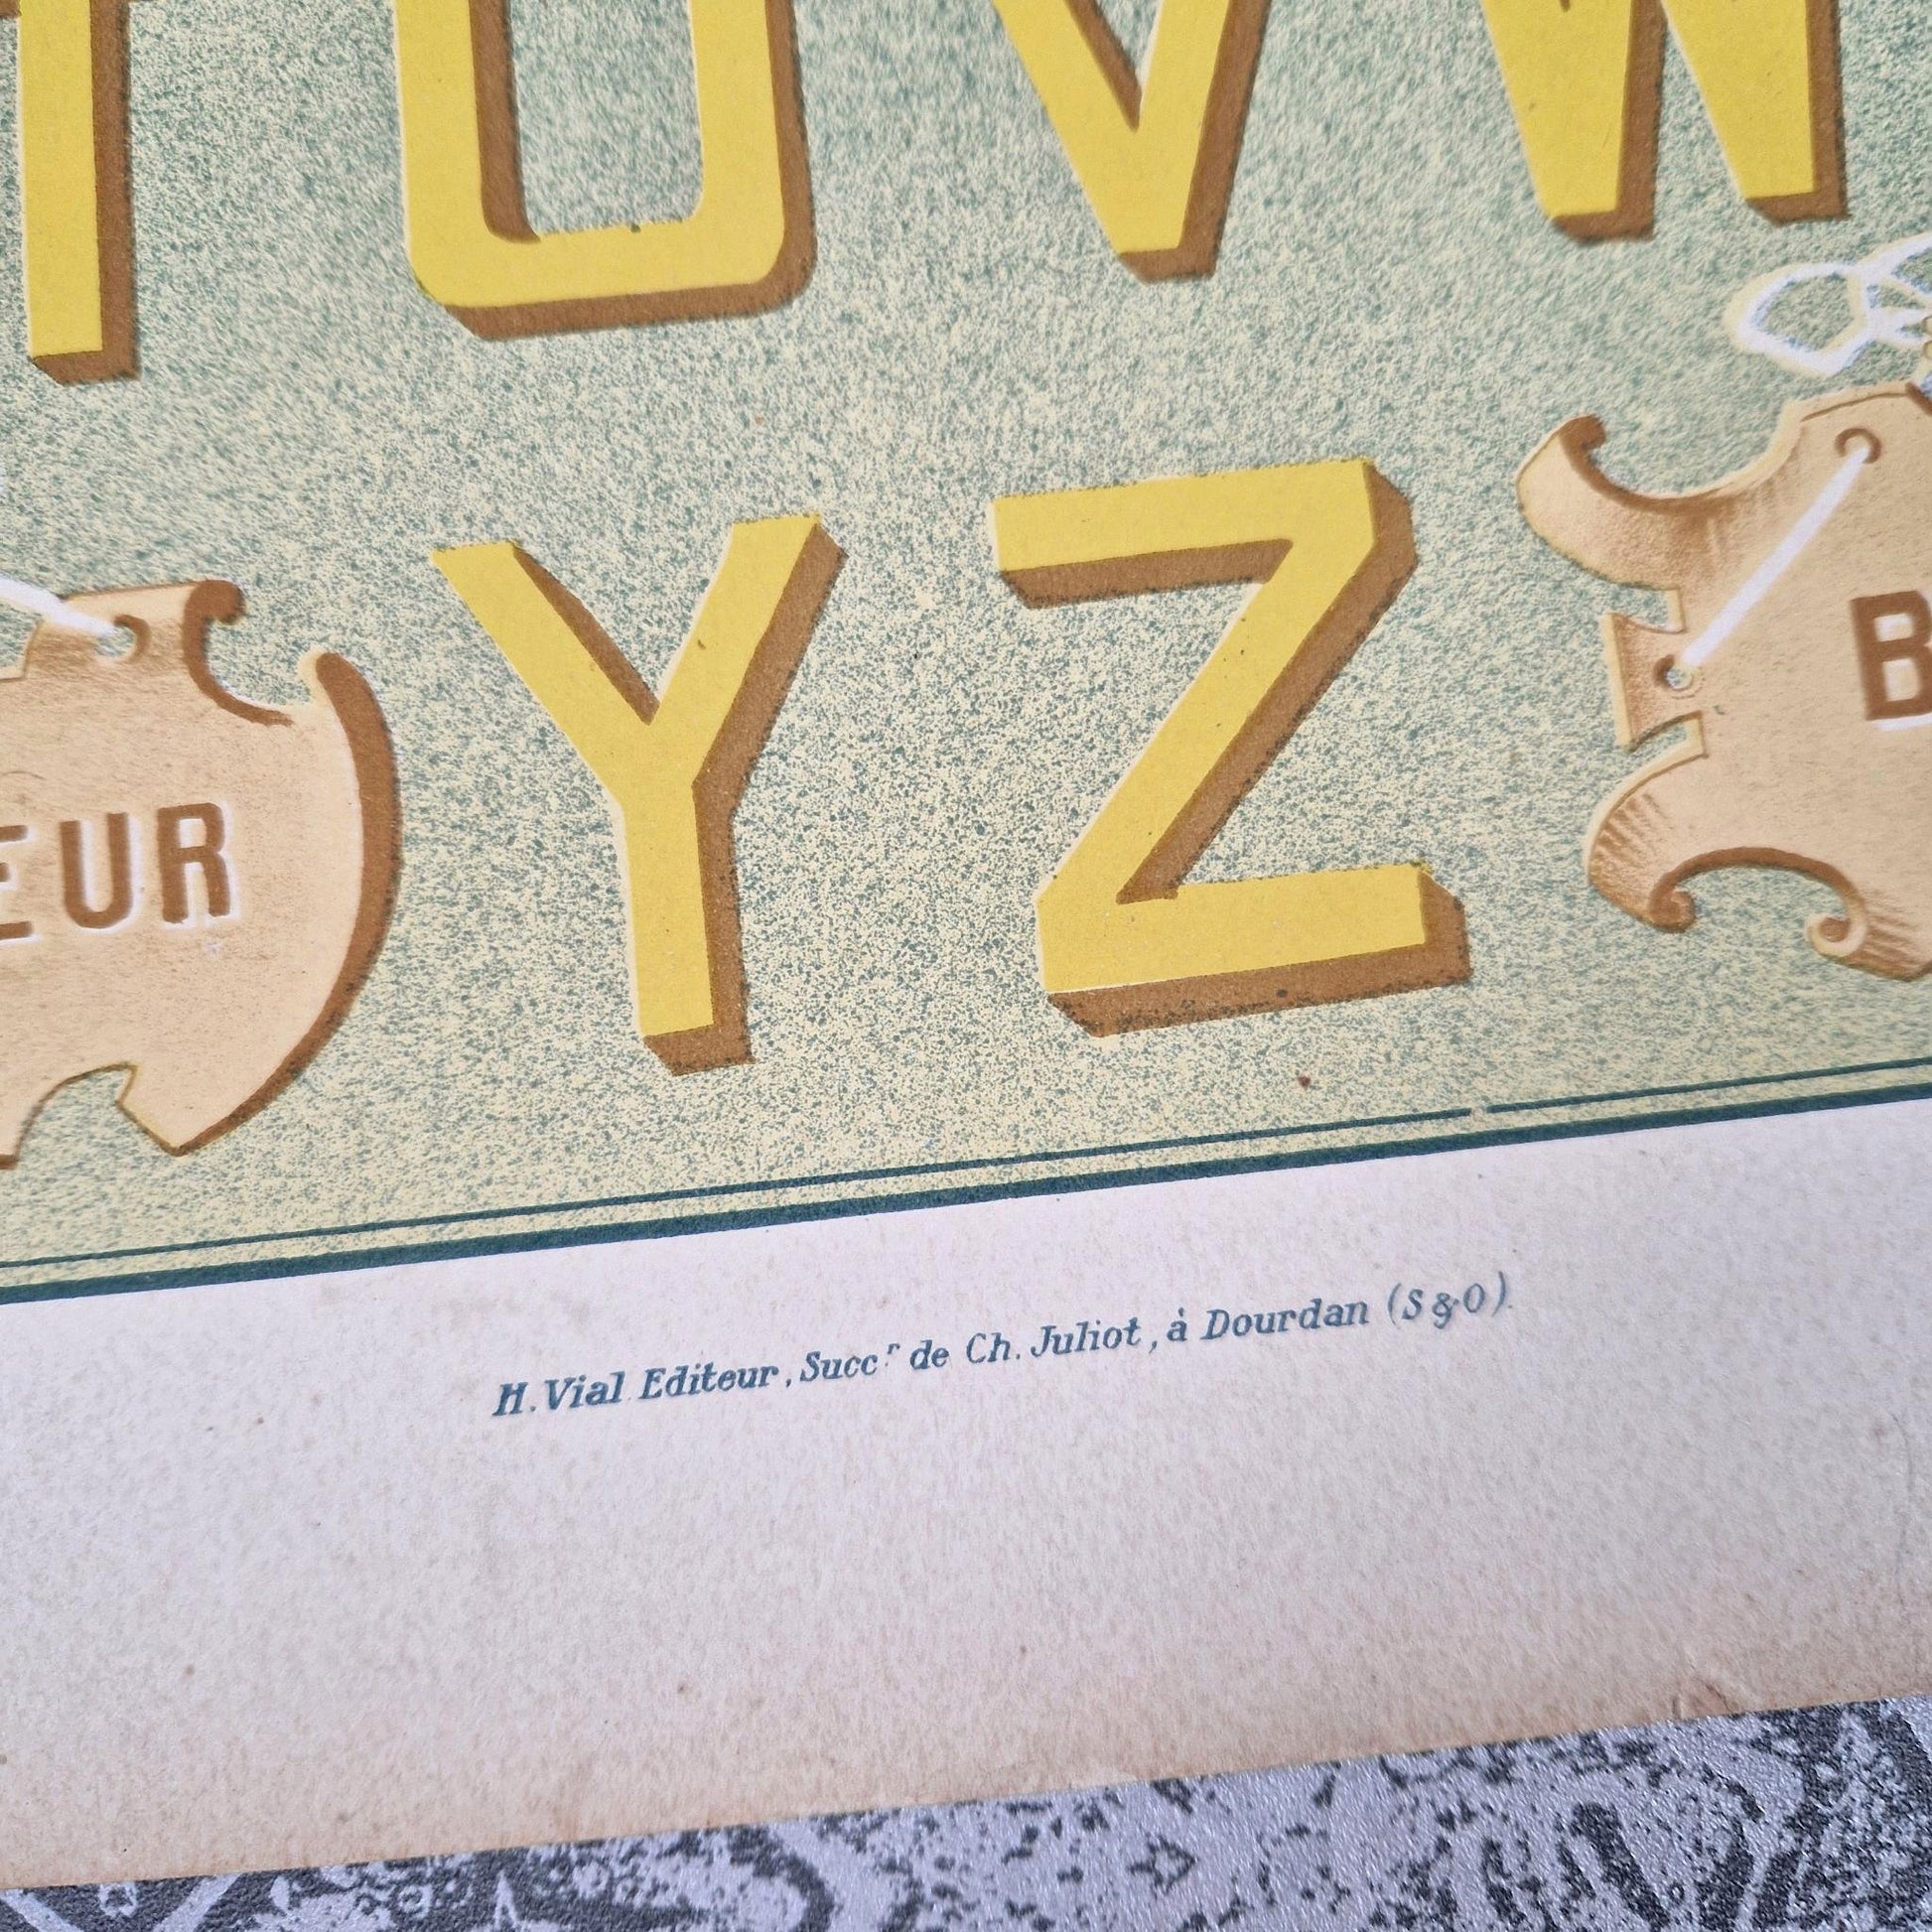 T U V W
EUR Y Z B
H. Vial Editeur, Succr de Ch. Juliot, à Dourdan (S & O).